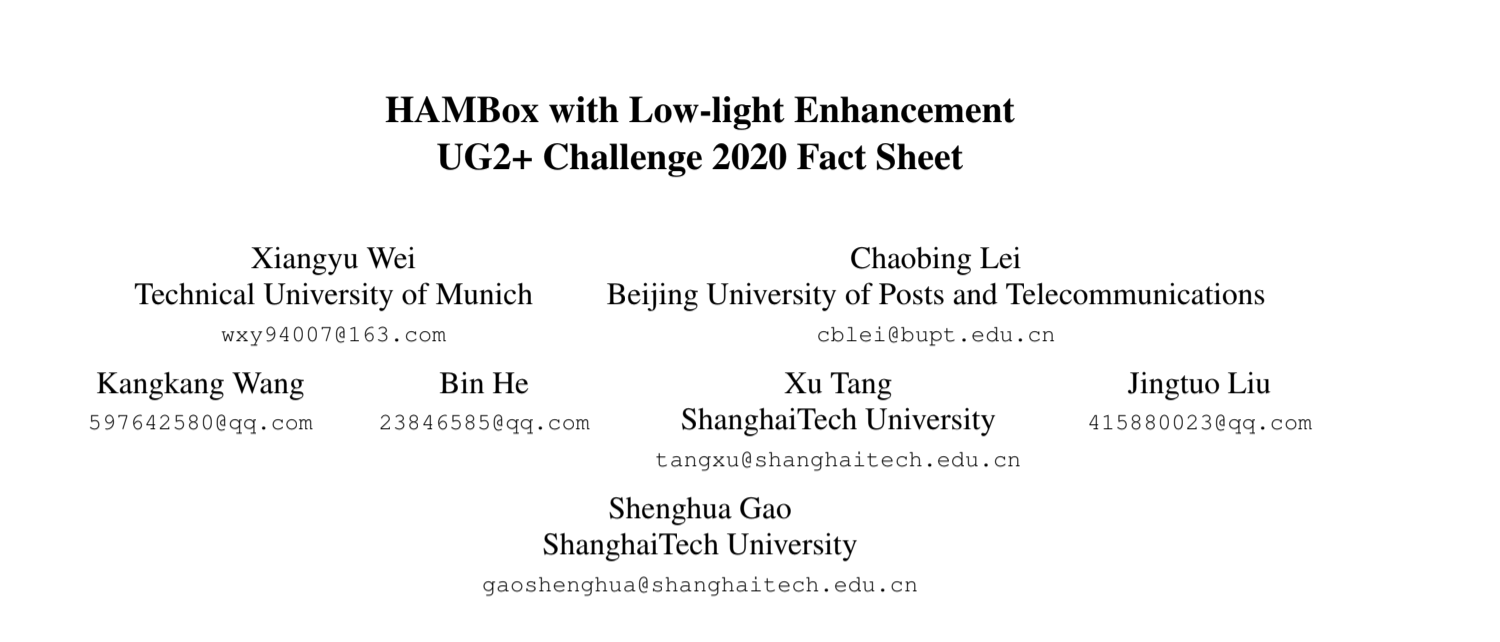 HAMBox with Low-light Enhancement
UG2+ Challenge 2020 Fact Sheet
Xiangyu Wei
Technical University of Munich
wxy94007@163.com
Chaobing Lei
Beijing University of Posts and Telecommunications
cblei@bupt.edu.cn
Kangkang Wang
597642580@qq.com
Bin He
23846585@qq.com
Xu Tang
ShanghaiTech University
tangxu@shanghaitech.edu.cn
Jingtuo Liu
415880023@qq.com
Shenghua Gao
ShanghaiTech University
gaoshenghua@shanghaitech.edu.cn